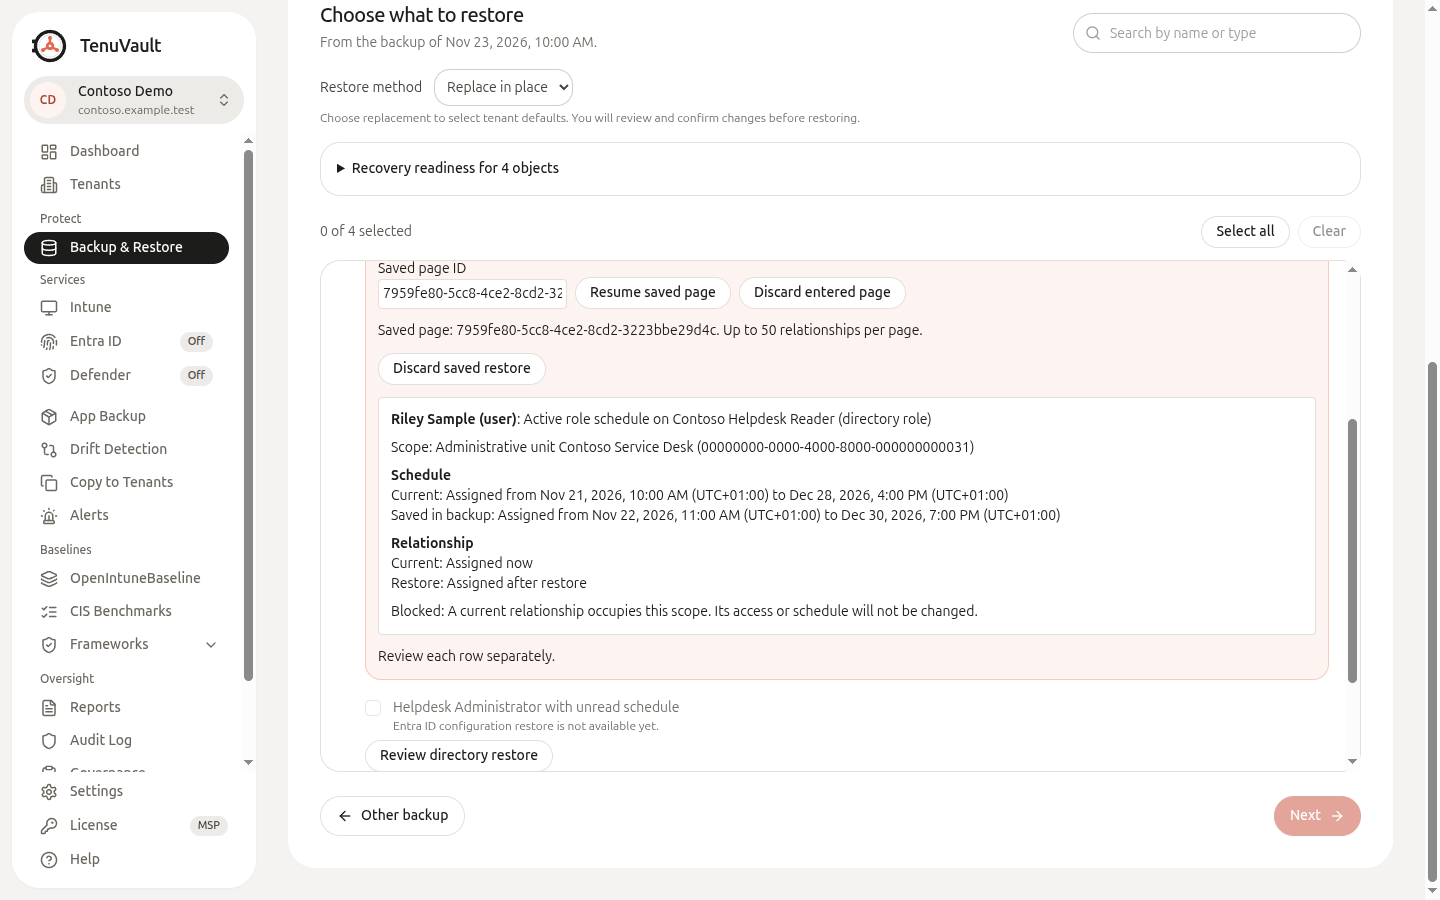 TenuVault
CD
Contoso Demo
contoso.example.test
Dashboard
Tenants
Protect
Backup & Restore
Services
Intune
Entra ID
Off
Defender
Off
App Backup
Drift Detection
Copy to Tenants
Alerts
Baselines
OpenIntuneBaseline
CIS Benchmarks
Frameworks
Oversight
Reports
Audit Log
Governance
Settings
License
MSP
Help
Choose what to restore
From the backup of Nov 23, 2026, 10:00 AM.
Search by name or type
Restore method
Replace in place
Choose replacement to select tenant defaults. You will review and confirm changes before restoring.
Recovery readiness for 4 objects
0 of 4 selected
Select all
Clear
Saved page ID
7959fe80-5cc8-4ce2-8cd2-32
Resume saved page
Discard entered page
Saved page: 7959fe80-5cc8-4ce2-8cd2-3223bbe29d4c. Up to 50 relationships per page.
Discard saved restore
Riley Sample (user): Active role schedule on Contoso Helpdesk Reader (directory role)
Scope: Administrative unit Contoso Service Desk (00000000-0000-4000-8000-000000000031)
Schedule
Current: Assigned from Nov 21, 2026, 10:00 AM (UTC+01:00) to Dec 28, 2026, 4:00 PM (UTC+01:00)
Saved in backup: Assigned from Nov 22, 2026, 11:00 AM (UTC+01:00) to Dec 30, 2026, 7:00 PM (UTC+01:00)
Relationship
Current: Assigned now
Restore: Assigned after restore
Blocked: A current relationship occupies this scope. Its access or schedule will not be changed.
Review each row separately.
Helpdesk Administrator with unread schedule
Entra ID configuration restore is not available yet.
Review directory restore
Other backup
Next